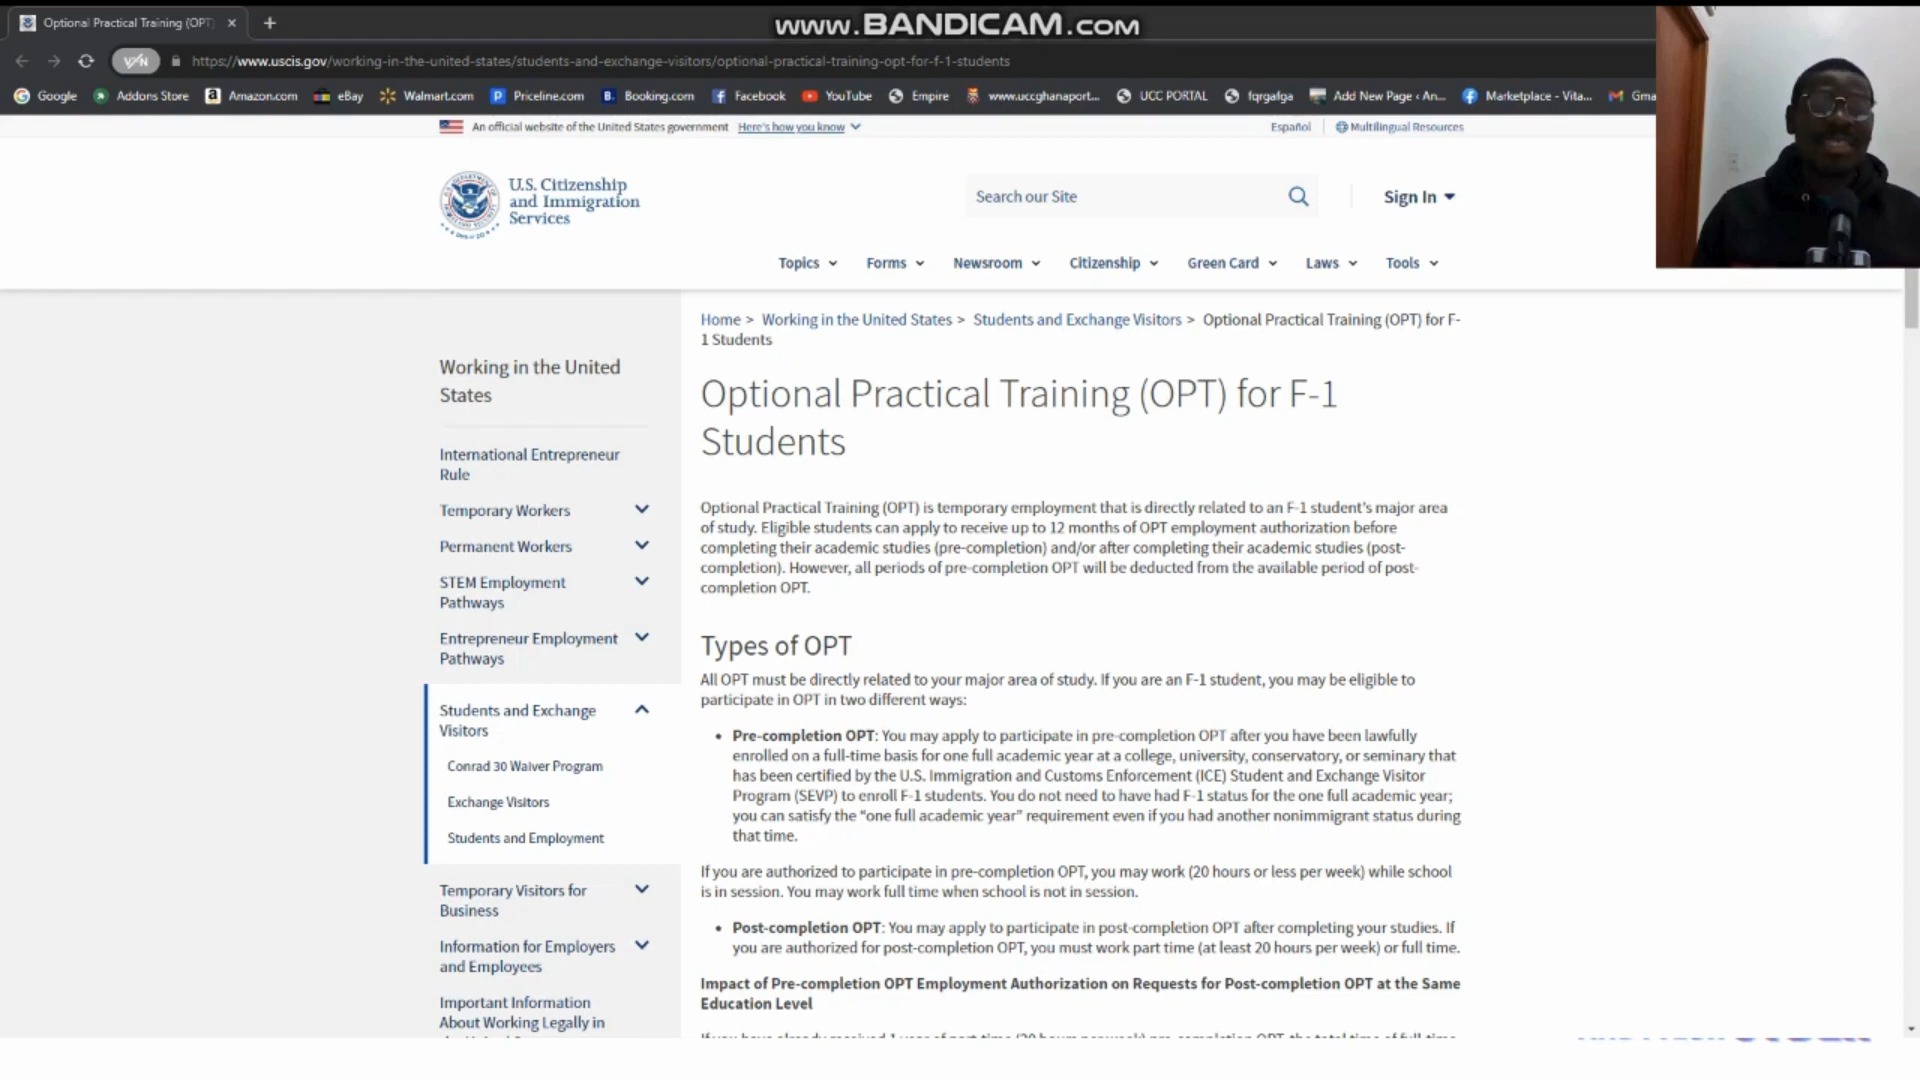 Optional Practical Training (OPT)
www.BANDICAM.com
https://www.uscis.gov/working-in-the-united-states/students-and-exchange-visitors/optional-practical-training-opt-for-f-1-students
Google
Addons Store
Amazon.com
eBay
Walmart.com
Priceline.com
Booking.com
Facebook
YouTube
Empire
www.uccghanaport...
UCC PORTAL
fqrgafga
Add New Page ‹ An...
Marketplace - Vita...
Gma
An official website of the United States government Here's how you know
Español
Multilingual Resources
U.S. Citizenship
and Immigration
Services
Search our Site
Sign In
Topics
Forms
Newsroom
Citizenship
Green Card
Laws
Tools
Home > Working in the United States > Students and Exchange Visitors > Optional Practical Training (OPT) for F-
1 Students
Working in the United
States
International Entrepreneur
Rule
Temporary Workers
Permanent Workers
STEM Employment
Pathways
Entrepreneur Employment
Pathways
Students and Exchange
Visitors
Conrad 30 Waiver Program
Exchange Visitors
Students and Employment
Temporary Visitors for
Business
Information for Employers
and Employees
Important Information
About Working Legally in
Optional Practical Training (OPT) for F-1
Students
Optional Practical Training (OPT) is temporary employment that is directly related to an F-1 student's major area
of study. Eligible students can apply to receive up to 12 months of OPT employment authorization before
completing their academic studies (pre-completion) and/or after completing their academic studies (post-
completion). However, all periods of pre-completion OPT will be deducted from the available period of post-
completion OPT.
Types of OPT
All OPT must be directly related to your major area of study. If you are an F-1 student, you may be eligible to
participate in OPT in two different ways:
• Pre-completion OPT: You may apply to participate in pre-completion OPT after you have been lawfully
enrolled on a full-time basis for one full academic year at a college, university, conservatory, or seminary that
has been certified by the U.S. Immigration and Customs Enforcement (ICE) Student and Exchange Visitor
Program (SEVP) to enroll F-1 students. You do not need to have had F-1 status for the one full academic year;
you can satisfy the “one full academic year” requirement even if you had another nonimmigrant status during
that time.
If you are authorized to participate in pre-completion OPT, you may work (20 hours or less per week) while school
is in session. You may work full time when school is not in session.
• Post-completion OPT: You may apply to participate in post-completion OPT after completing your studies. If
you are authorized for post-completion OPT, you must work part time (at least 20 hours per week) or full time.
Impact of Pre-completion OPT Employment Authorization on Requests for Post-completion OPT at the Same
Education Level